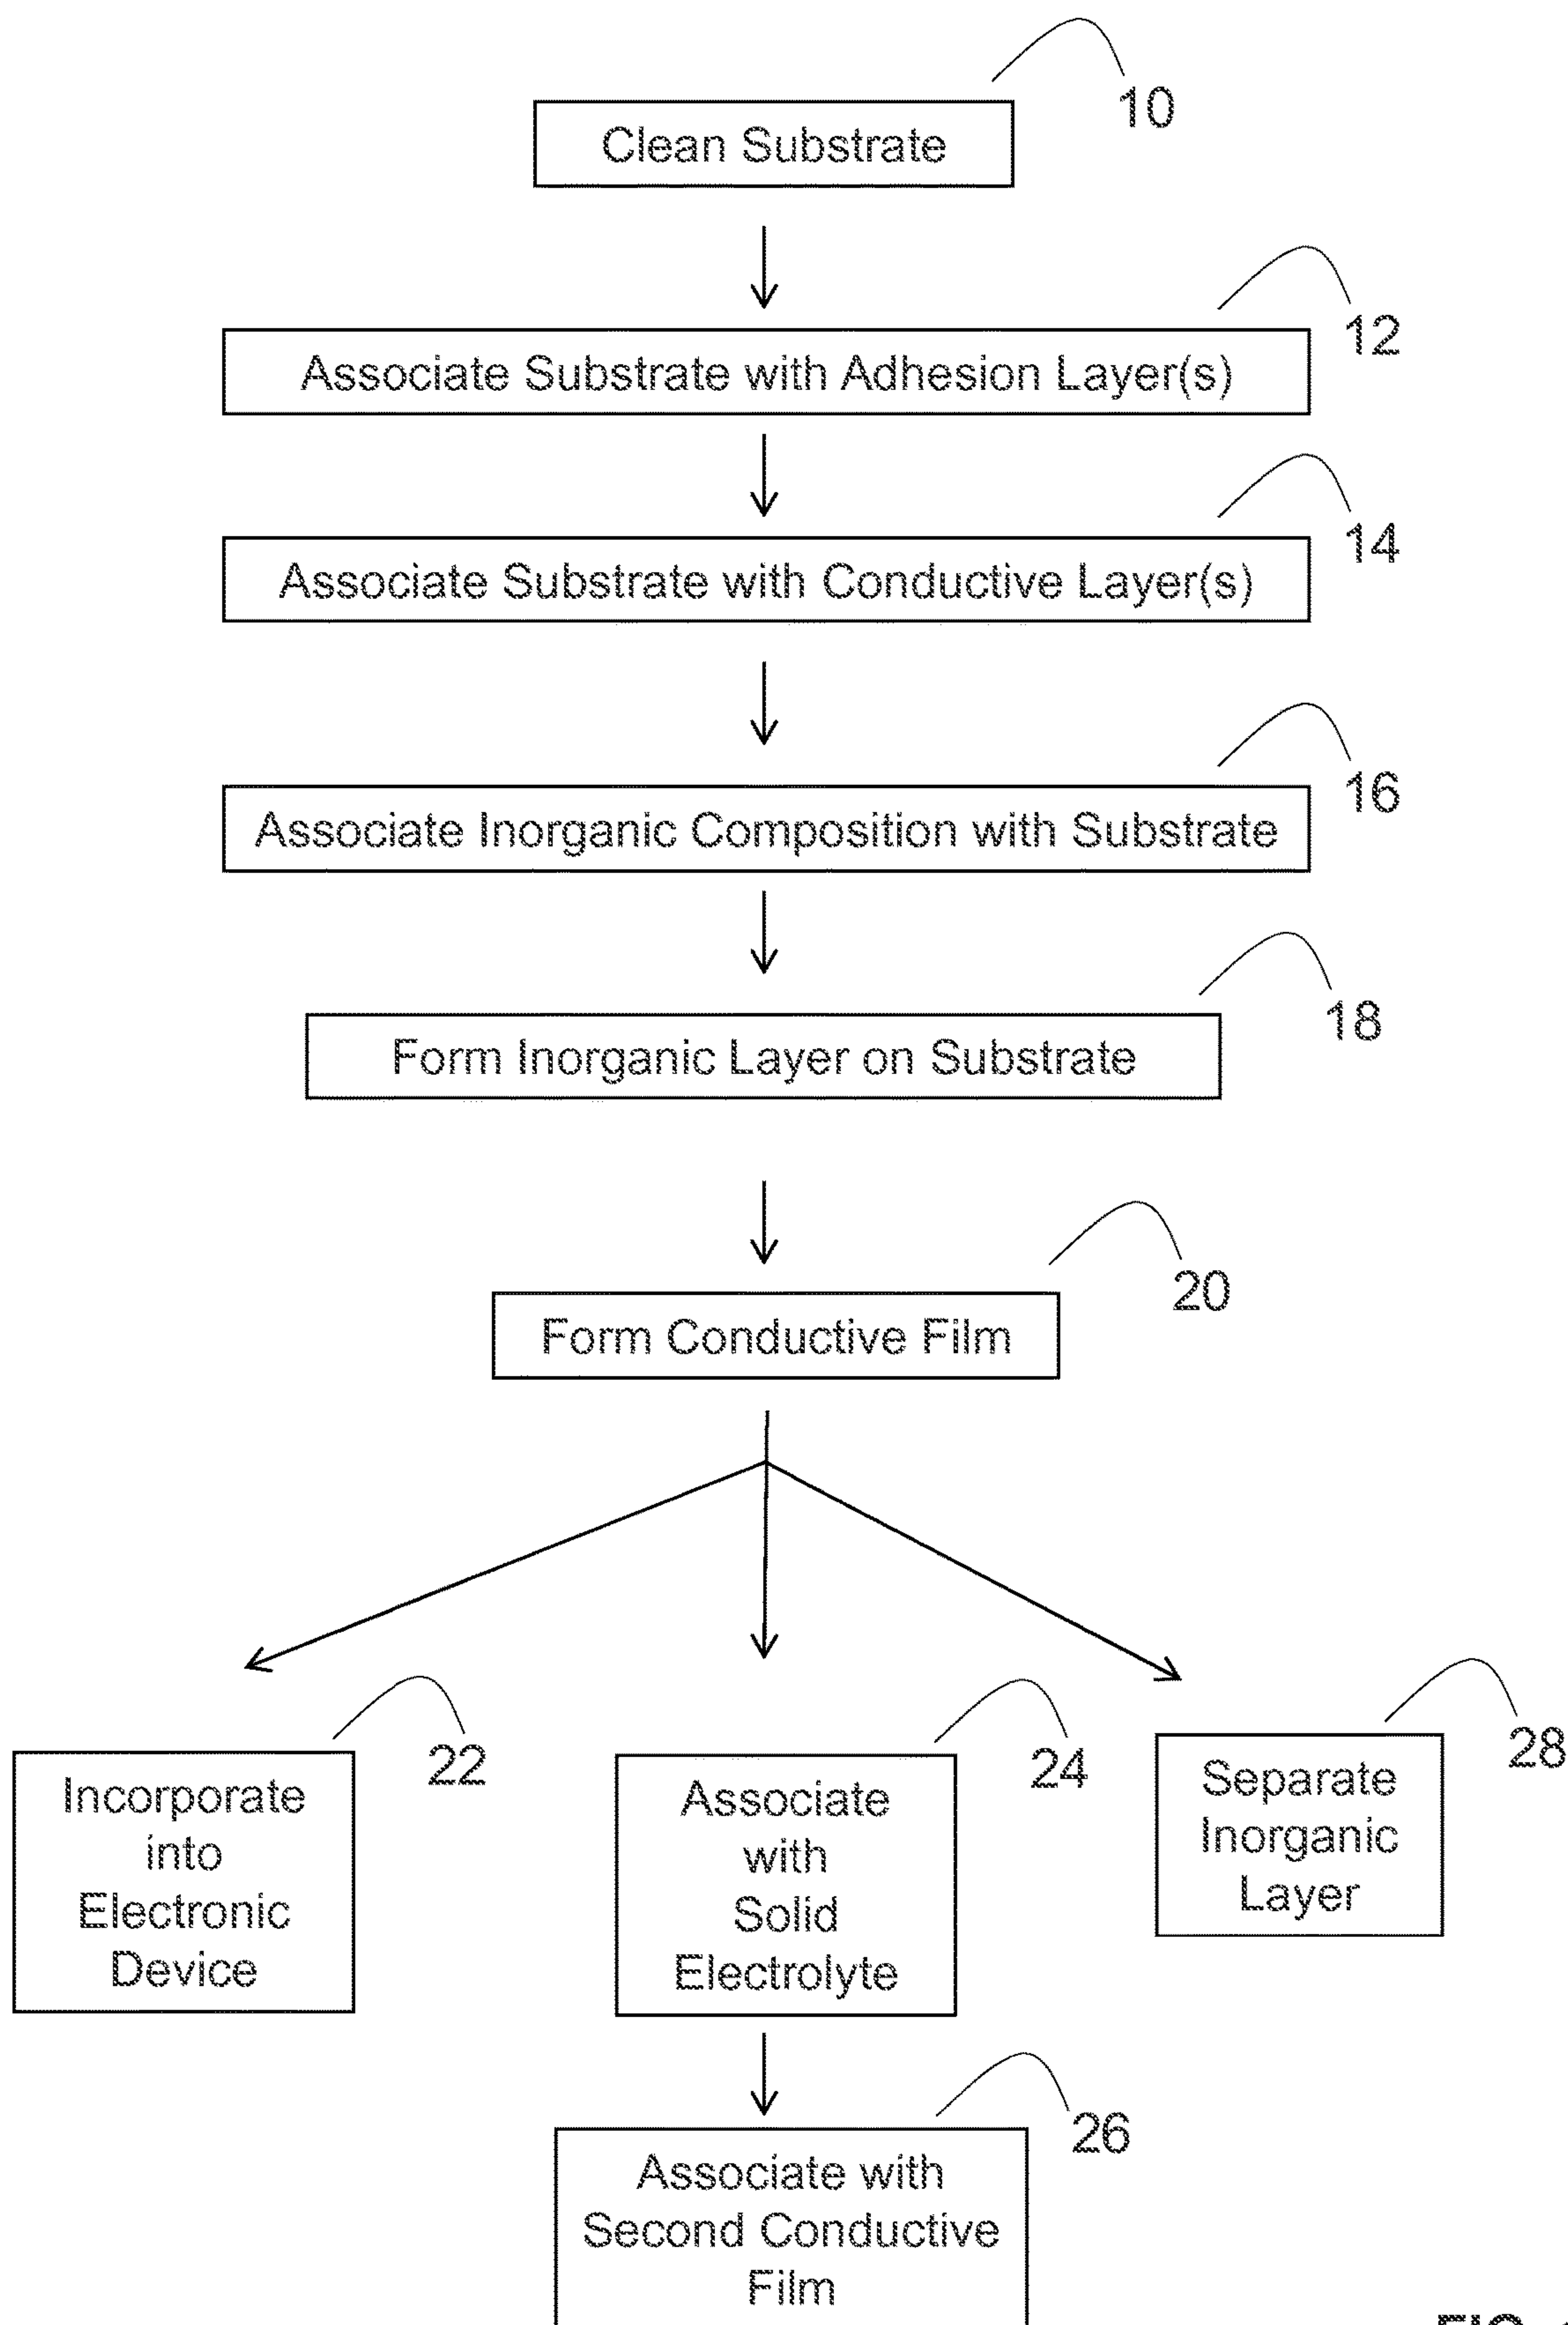 10
Clean Substrate
12
Associate Substrate with Adhesion Layer(s)
14
Associate Substrate with Conductive Layer(s)
16
Associate Inorganic Composition with Substrate
18
Form Inorganic Layer on Substrate
20
Form Conductive Film
22
Incorporate
into
Electronic
Device
24
Associate
with
Solid
Electrolyte
28
Separate
Inorganic
Layer
26
Associate with
Second Conductive
Film